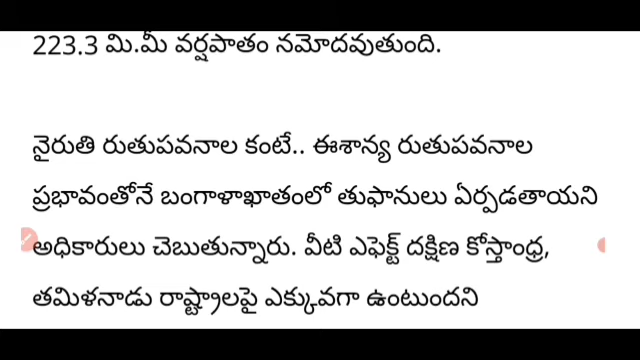 223.3 మి.మీ వర్షపాతం నమోదవుతుంది.
నైరుతి రుతుపవనాల కంటే.. ఈశాన్య రుతుపవనాల
ప్రభావంతోనే బంగాళాఖాతంలో తుఫానులు ఏర్పడతాయని
అధికారులు చెబుతున్నారు. వీటి ఎఫెక్ట్ దక్షిణ కోస్తాంధ్ర,
తమిళనాడు రాష్ట్రాలపై ఎక్కువగా ఉంటుందని